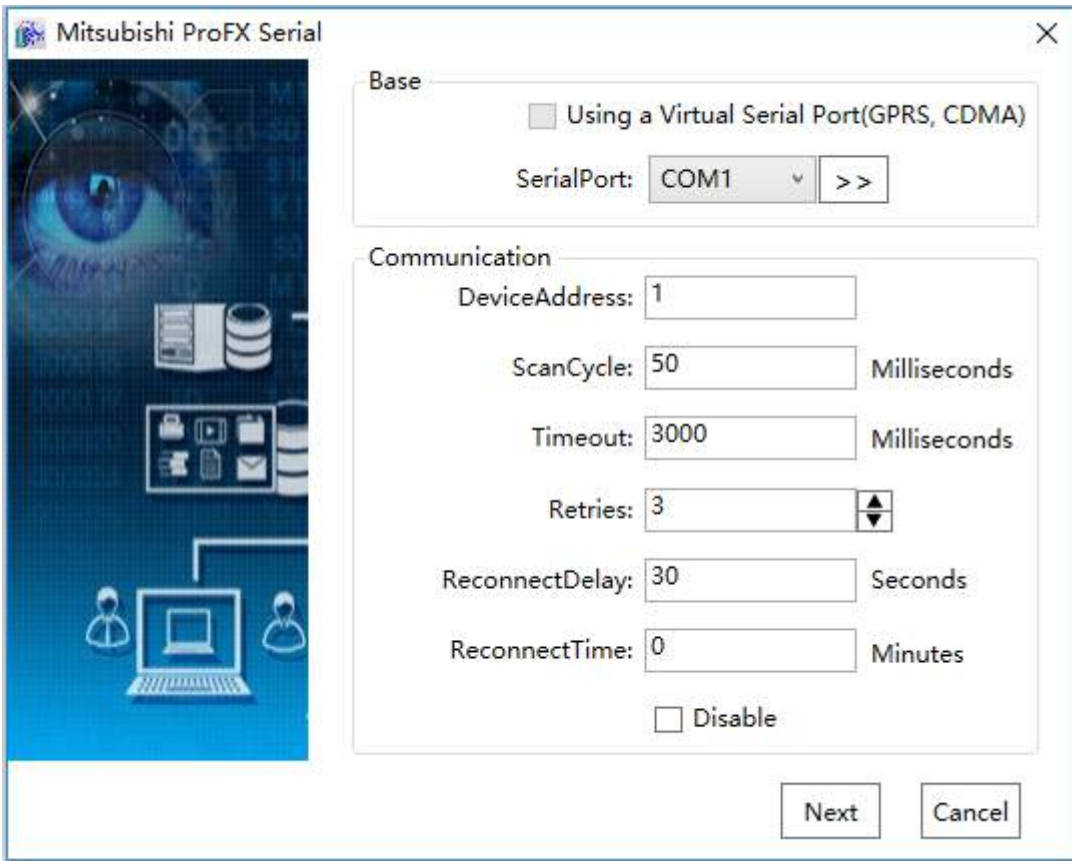 Mitsubishi ProFX Serial
Base
Using a Virtual Serial Port(GPRS, CDMA)
SerialPort: COM1 >>
Communication
DeviceAddress: 1
ScanCycle: 50 Milliseconds
Timeout: 3000 Milliseconds
Retries: 3
ReconnectDelay: 30 Seconds
ReconnectTime: 0 Minutes
Disable
Next Cancel